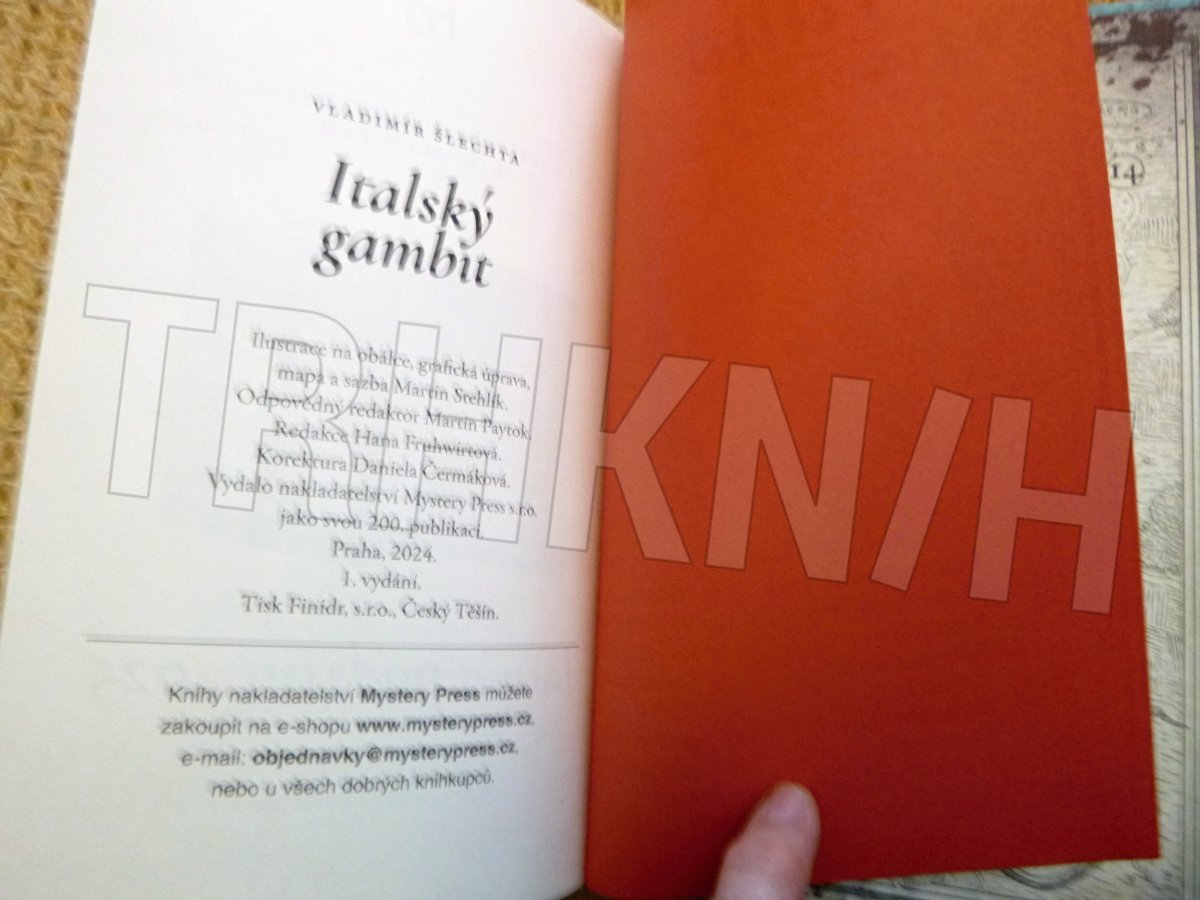 VLADIMÍR ŠLECHTA
Italský
gambit
Ilustrace na obálce, grafická úprava,
mapa a sazba Martin Stehlík.
Odpovědný redaktor Martin Paytok.
Redakce Hana Fruhwirtová.
Korektura Daniela Čermáková.
Vydalo nakladatelství Mystery Press s.r.o.
jako svou 200. publikaci.
Praha, 2024.
1. vydání.
Tisk Finidr, s.r.o., Český Těšín.
Knihy nakladatelství Mystery Press můžete
zakoupit na e-shopu www.mysterypress.cz,
e-mail: objednavky@mysterypress.cz,
nebo u všech dobrých knihkupců.
TRHKN/H
14